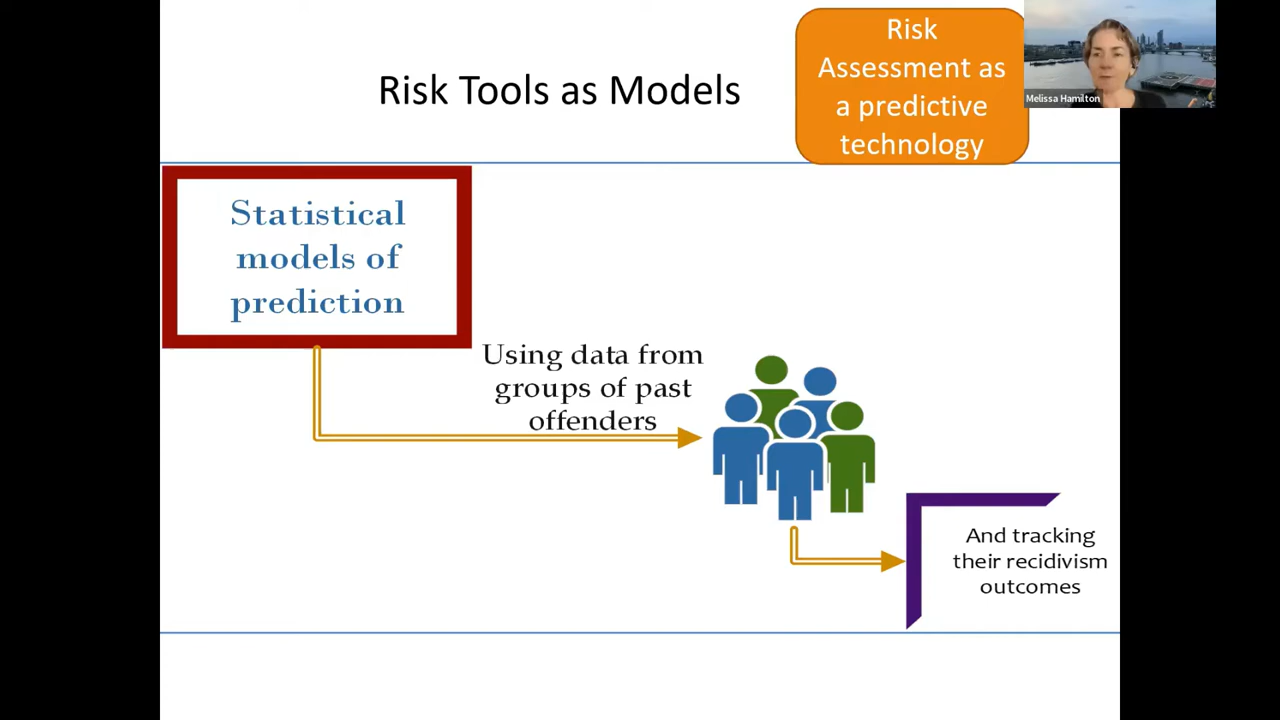 Risk Tools as Models
Risk
Assessment as
a predictive
technology
Melissa Hamilton
Statistical
models of
prediction
Using data from
groups of past
offenders
And tracking
their recidivism
outcomes